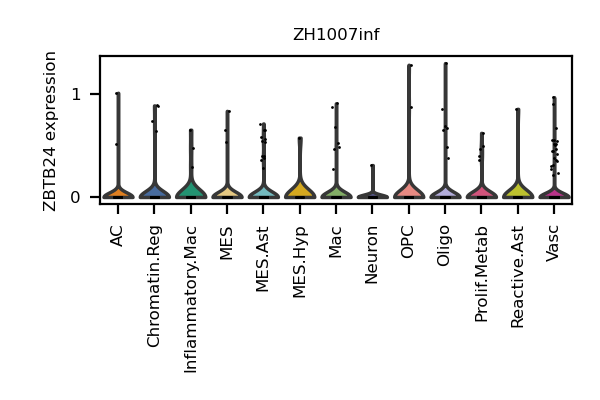 ZH1007inf
ZBTB24 expression
1
0
AC
Chromatin.Reg
Inflammatory.Mac
MES
MES.Ast
MES.Hyp
Mac
Neuron
OPC
Oligo
Prolif.Metab
Reactive.Ast
Vasc